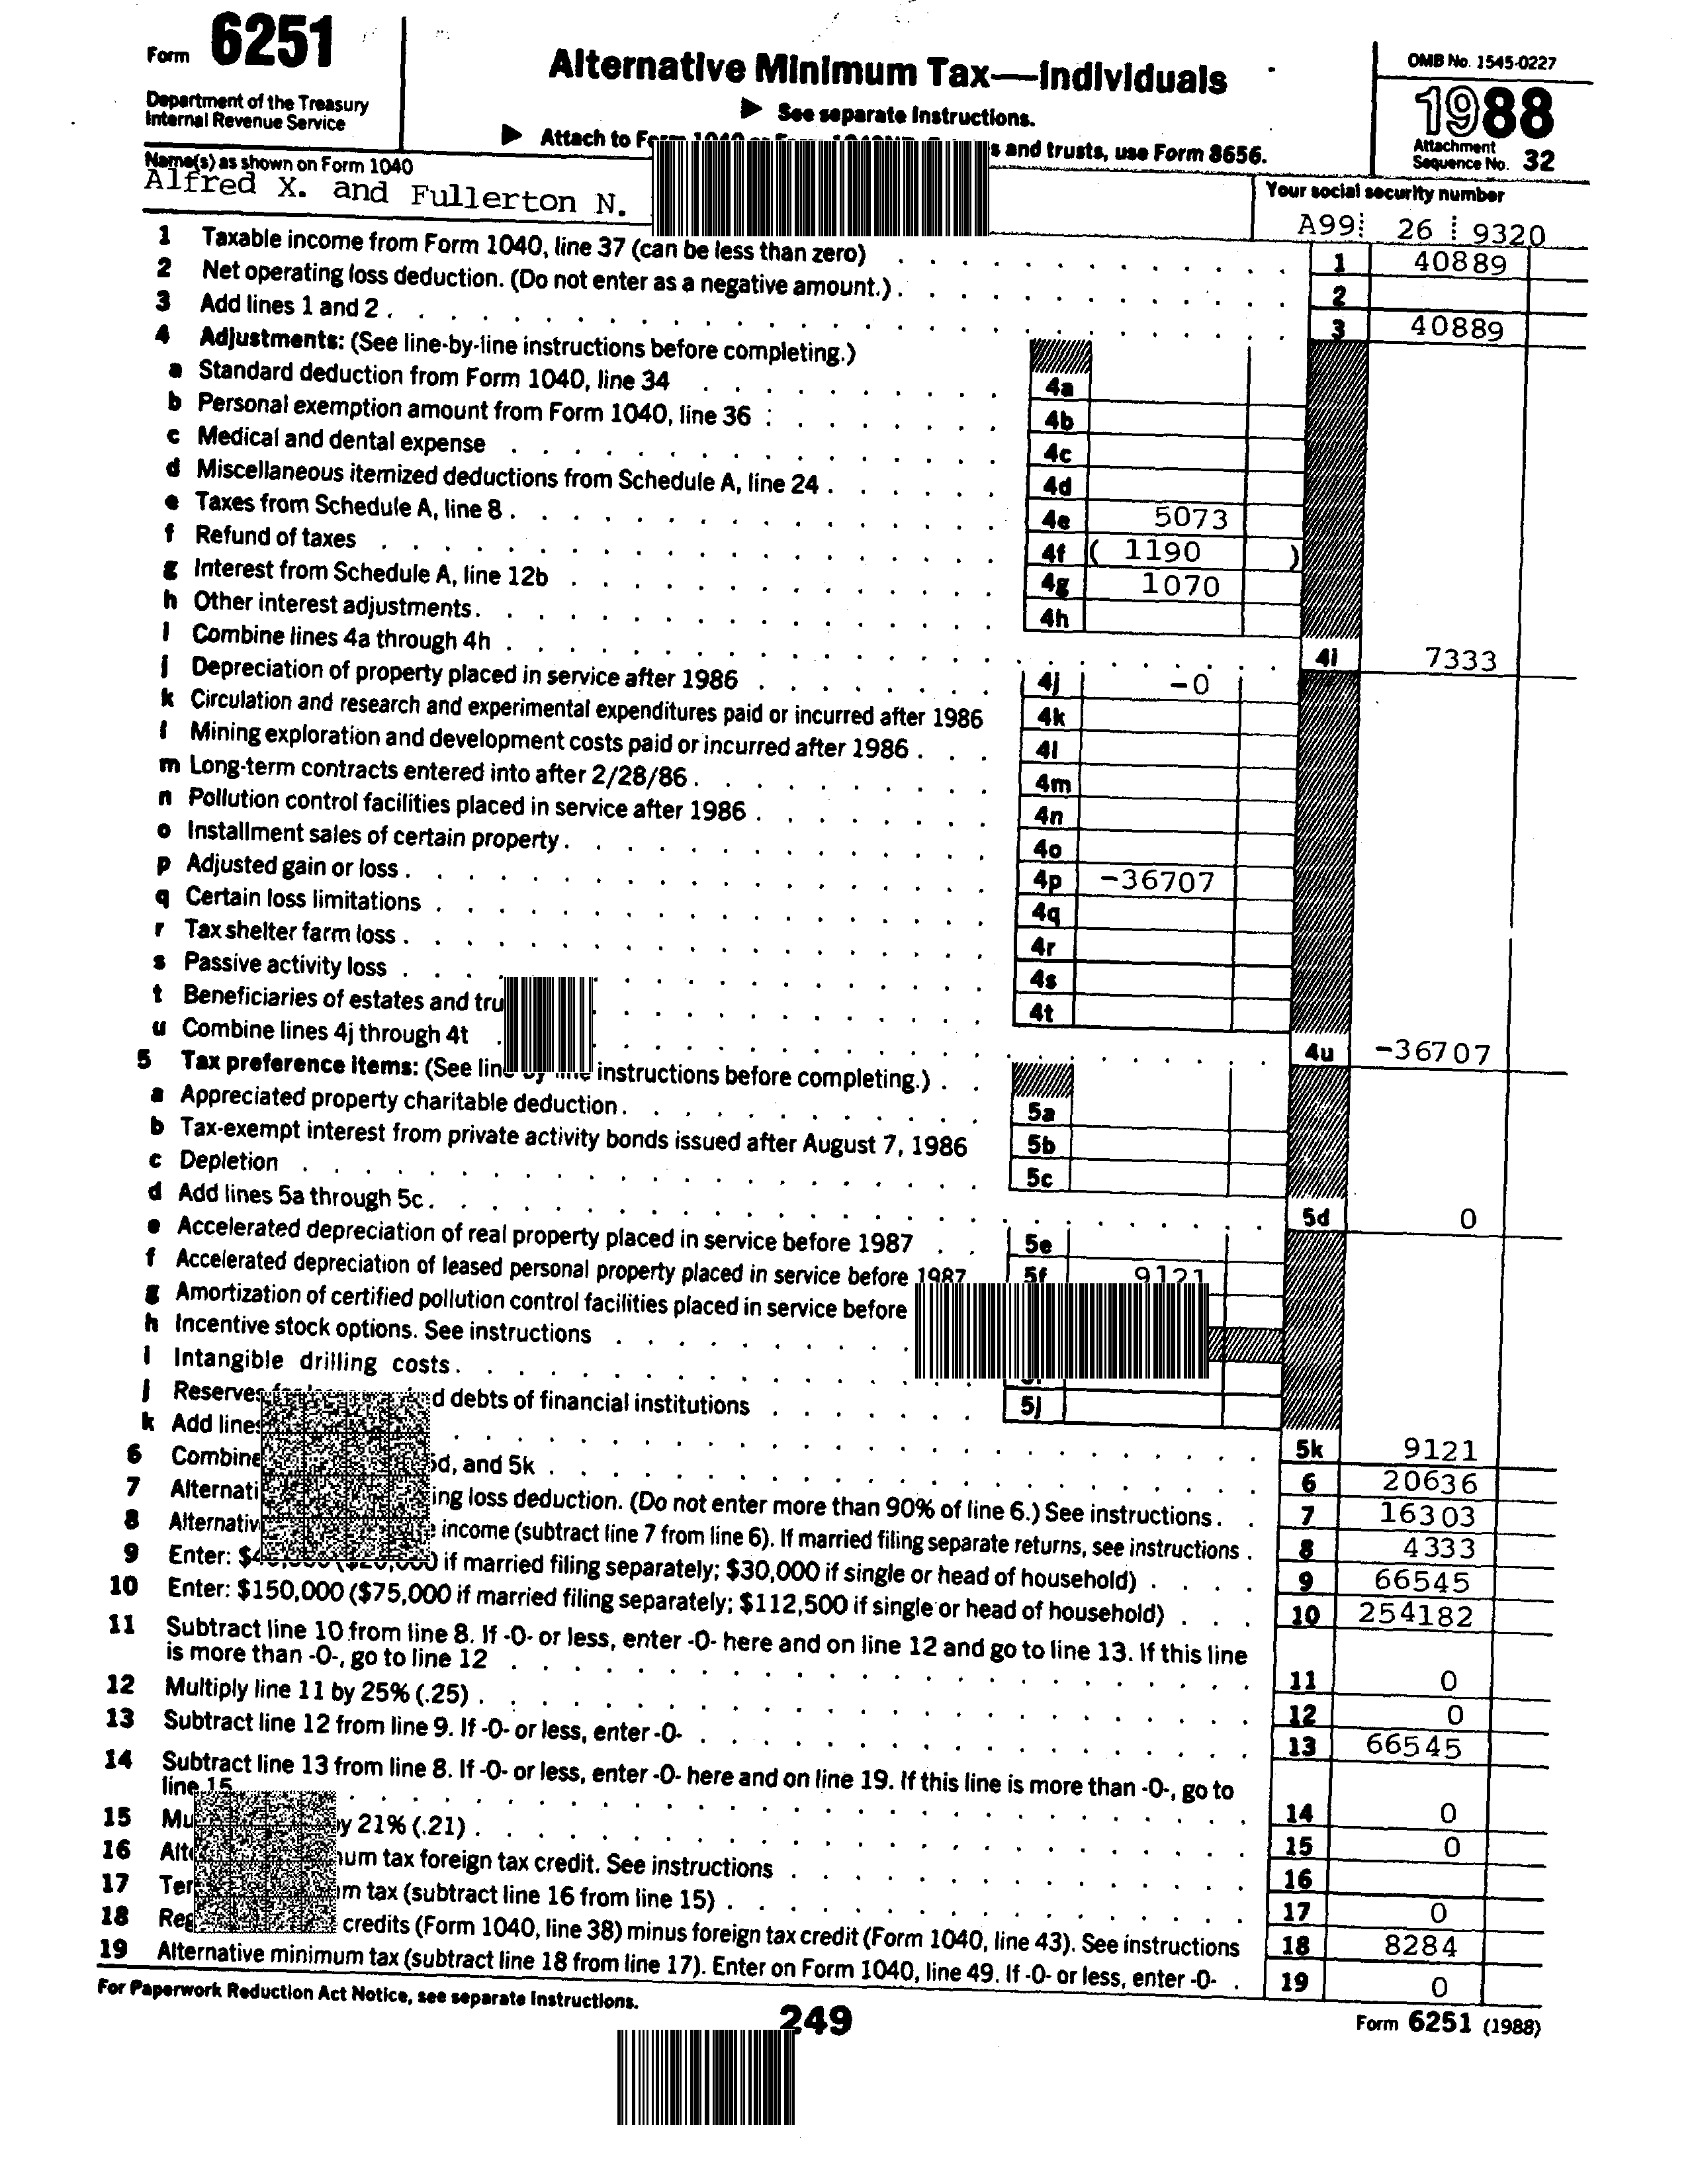 Form 6251
Department of the Treasury
Internal Revenue Service
Alternative Minimum Tax—Individuals
▶ See separate Instructions.
▶ Attach to Form 1040 or Form 1040NR. s and trusts, use Form 8656.
OMB No. 1545-0227
1988
Attachment
Sequence No. 32
Name(s) as shown on Form 1040
Alfred X. and Fullerton N.
Your social security number
A99 26 9320
1 Taxable income from Form 1040, line 37 (can be less than zero) 1 40889
2 Net operating loss deduction. (Do not enter as a negative amount.) 2
3 Add lines 1 and 2 3 40889
4 Adjustments: (See line-by-line instructions before completing.)
a Standard deduction from Form 1040, line 34 4a
b Personal exemption amount from Form 1040, line 36 4b
c Medical and dental expense 4c
d Miscellaneous itemized deductions from Schedule A, line 24 4d
e Taxes from Schedule A, line 8 4e 5073
f Refund of taxes 4f ( 1190 )
g Interest from Schedule A, line 12b 4g 1070
h Other interest adjustments 4h
i Combine lines 4a through 4h 4i 7333
j Depreciation of property placed in service after 1986 4j -0
k Circulation and research and experimental expenditures paid or incurred after 1986 4k
l Mining exploration and development costs paid or incurred after 1986 4l
m Long-term contracts entered into after 2/28/86 4m
n Pollution control facilities placed in service after 1986 4n
o Installment sales of certain property 4o
p Adjusted gain or loss 4p -36707
q Certain loss limitations 4q
r Tax shelter farm loss 4r
s Passive activity loss 4s
t Beneficiaries of estates and tru 4t
u Combine lines 4j through 4t 4u -36707
5 Tax preference items: (See line-by-line instructions before completing.)
a Appreciated property charitable deduction 5a
b Tax-exempt interest from private activity bonds issued after August 7, 1986 5b
c Depletion 5c
d Add lines 5a through 5c 5d 0
e Accelerated depreciation of real property placed in service before 1987 5e
f Accelerated depreciation of leased personal property placed in service before 1987 5f 9121
g Amortization of certified pollution control facilities placed in service before
h Incentive stock options. See instructions
i Intangible drilling costs
j Reserves d debts of financial institutions 5j
k Add lines 5k 9121
6 Combine 5d, and 5k 6 20636
7 Alternati ing loss deduction. (Do not enter more than 90% of line 6.) See instructions 7 16303
8 Alternativ e income (subtract line 7 from line 6). If married filing separate returns, see instructions 8 4333
9 Enter: $40,000 ($20,000 if married filing separately; $30,000 if single or head of household) 9 66545
10 Enter: $150,000 ($75,000 if married filing separately; $112,500 if single or head of household) 10 254182
11 Subtract line 10 from line 8. If -0- or less, enter -0- here and on line 12 and go to line 13. If this line
is more than -0-, go to line 12 11 0
12 Multiply line 11 by 25% (.25) 12 0
13 Subtract line 12 from line 9. If -0- or less, enter -0- 13 66545
14 Subtract line 13 from line 8. If -0- or less, enter -0- here and on line 19. If this line is more than -0-, go to
line 15 14 0
15 Mu y 21% (.21) 15 0
16 Alte um tax foreign tax credit. See instructions 16
17 Ten m tax (subtract line 16 from line 15) 17 0
18 Reg credits (Form 1040, line 38) minus foreign tax credit (Form 1040, line 43). See instructions 18 8284
19 Alternative minimum tax (subtract line 18 from line 17). Enter on Form 1040, line 49. If -0- or less, enter -0- 19 0
For Paperwork Reduction Act Notice, see separate Instructions.
249
Form 6251 (1988)